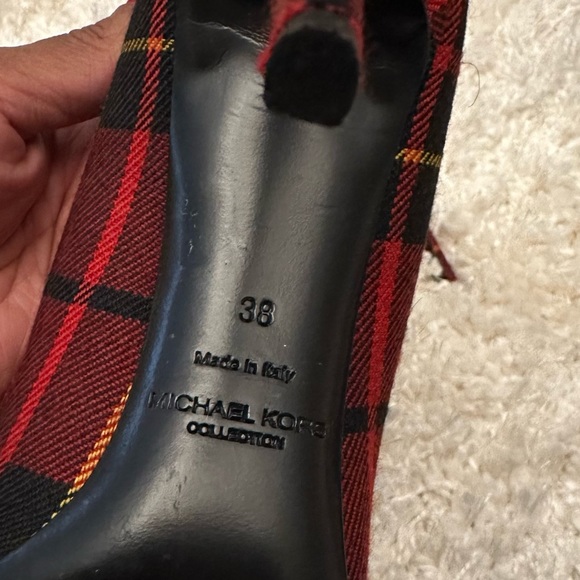 38
Made in Italy
MICHAEL KORS
COLLECTION